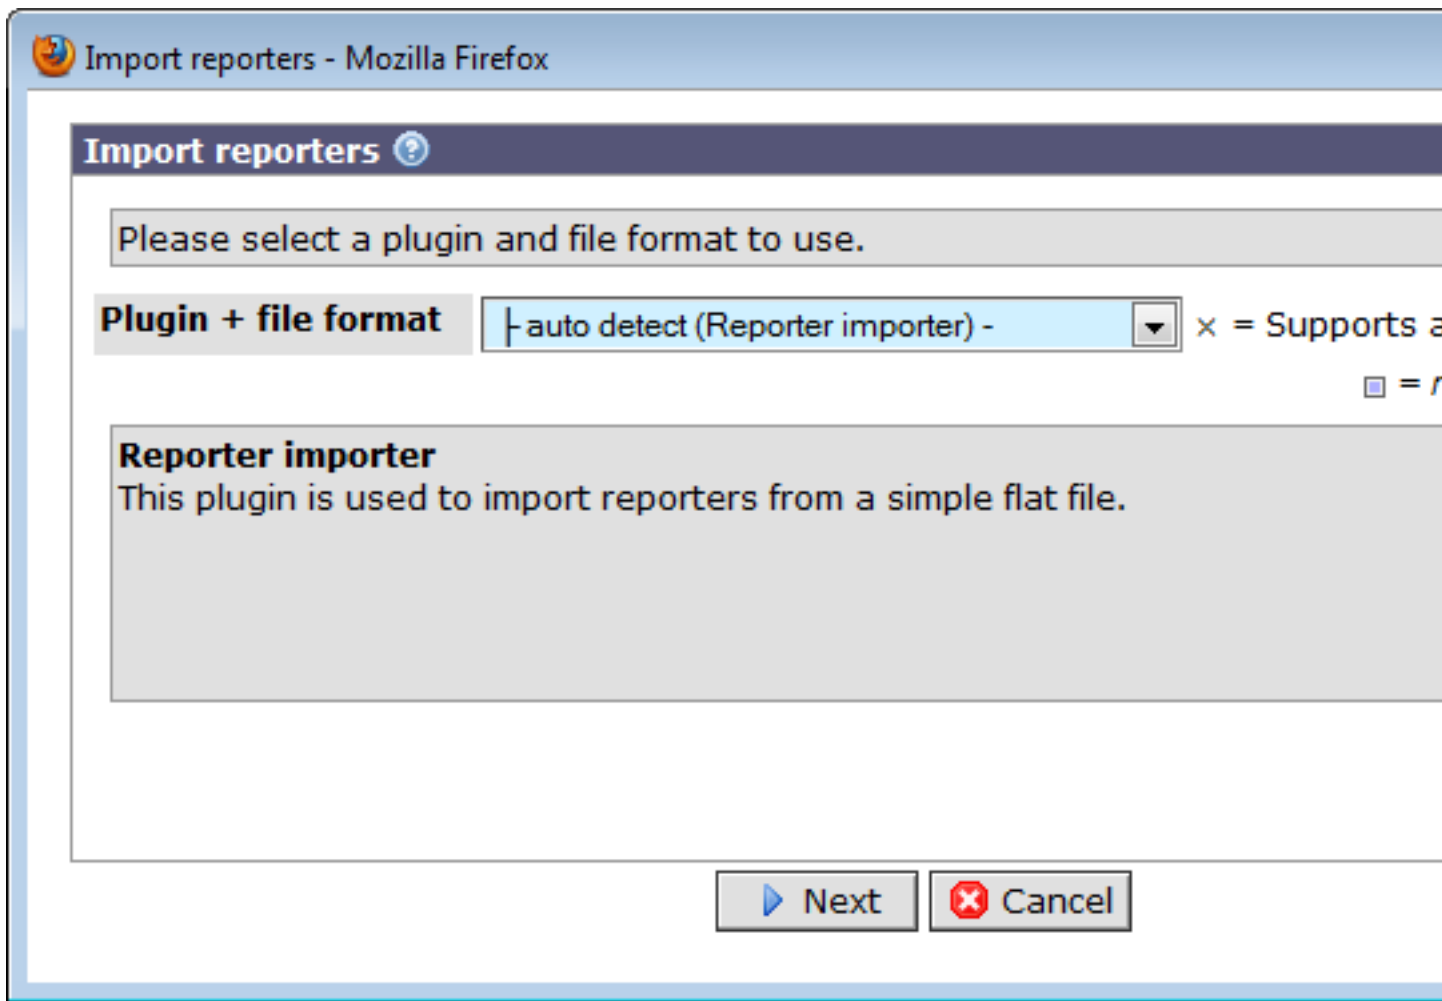 Import reporters - Mozilla Firefox
Import reporters
Please select a plugin and file format to use.
Plugin + file format
├ auto detect (Reporter importer) -
× = Supports
=
Reporter importer
This plugin is used to import reporters from a simple flat file.
Next
Cancel